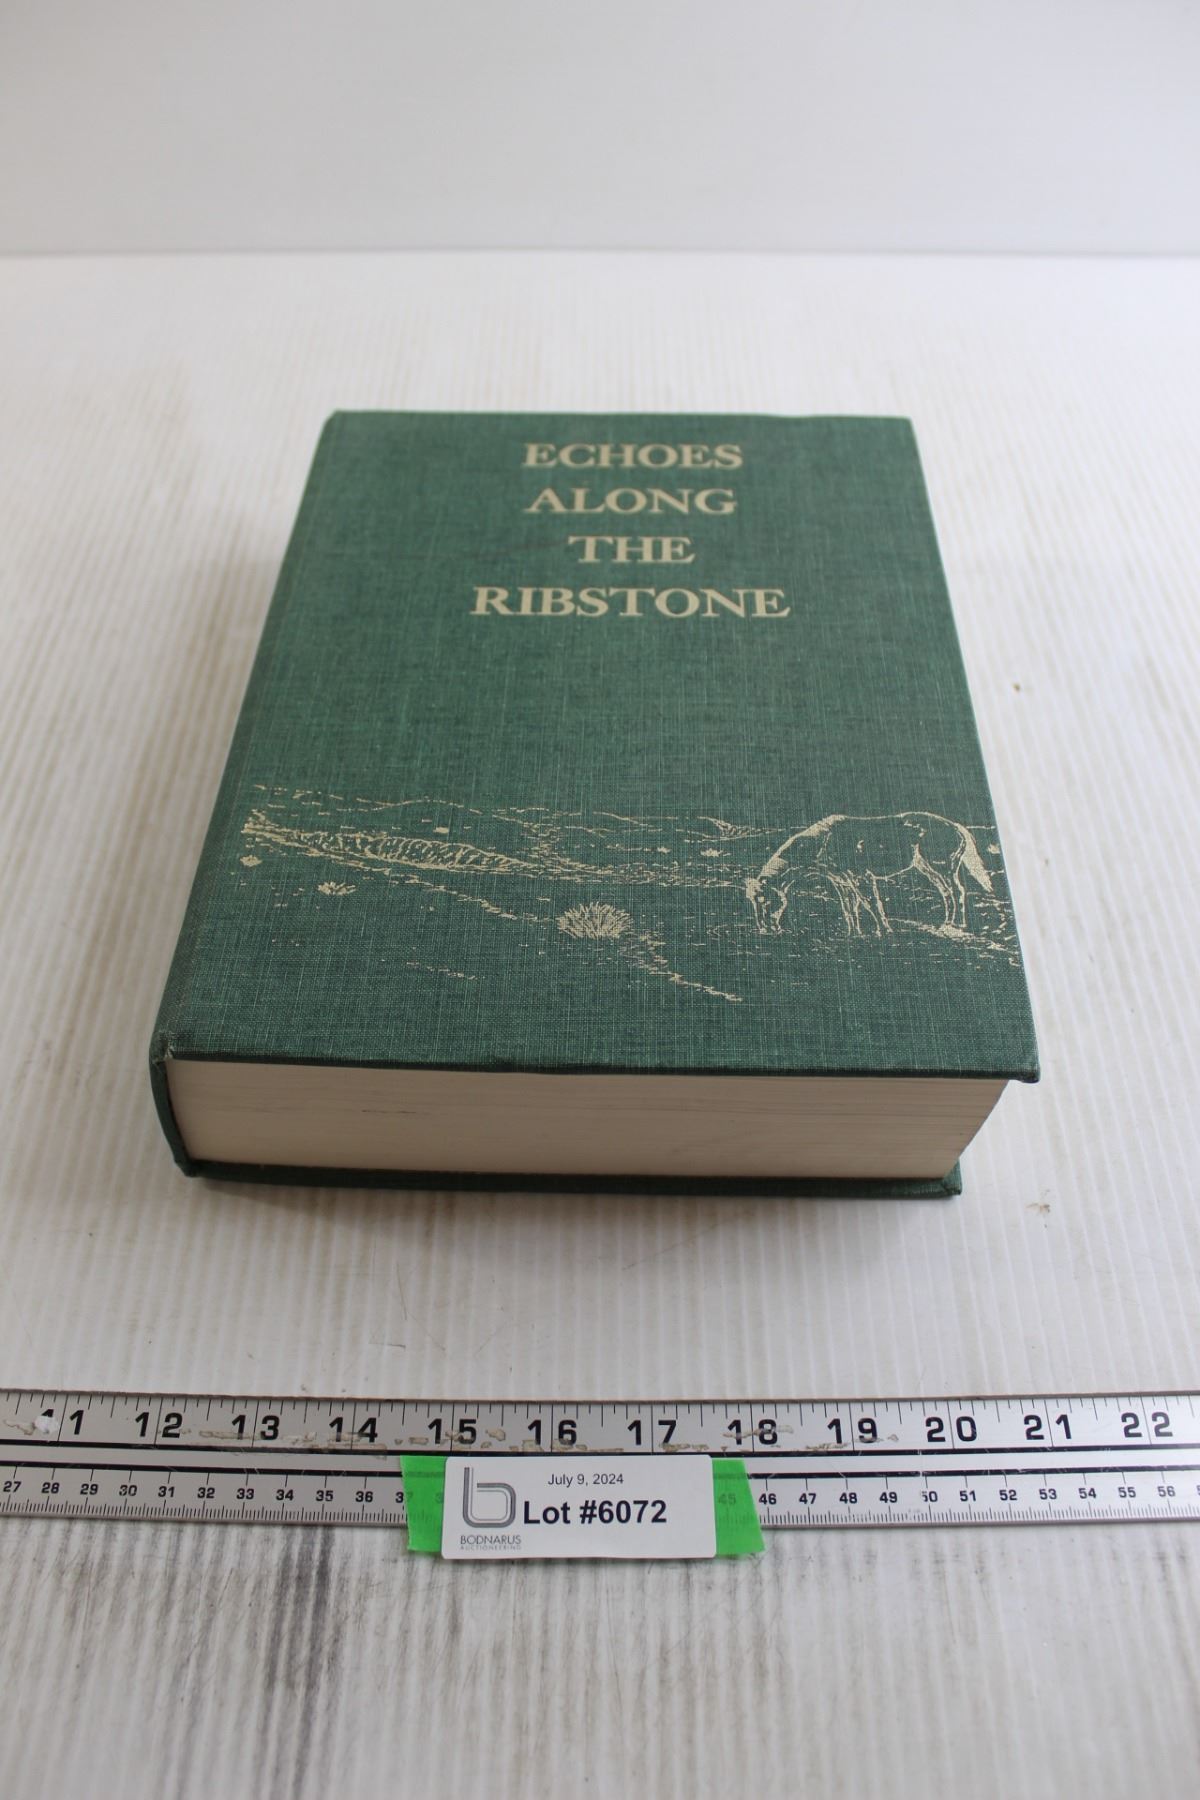 ECHOES
ALONG
THE
RIBSTONE
11 12 13 14 15 16 17 18 19 20 21 22
27 28 29 30 31 32 33 34 35 36 45 46 47 48 49 50 51 52 53 54 55 56
July 9, 2024
Lot #6072
BODNARUS
AUCTIONEERING